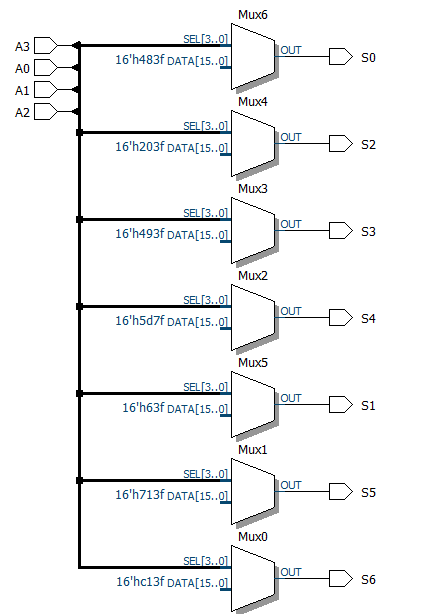 Mux6
A3
SEL[3..0]
OUT
16'h483f DATA[15..0]
S0
A0
A1
A2
Mux4
SEL[3..0]
OUT
16'h203f DATA[15..0]
S2
Mux3
SEL[3..0]
OUT
16'h493f DATA[15..0]
S3
Mux2
SEL[3..0]
OUT
16'h5d7f DATA[15..0]
S4
Mux5
SEL[3..0]
OUT
16'h63f DATA[15..0]
S1
Mux1
SEL[3..0]
OUT
16'h713f DATA[15..0]
S5
Mux0
SEL[3..0]
OUT
16'hc13f DATA[15..0]
S6